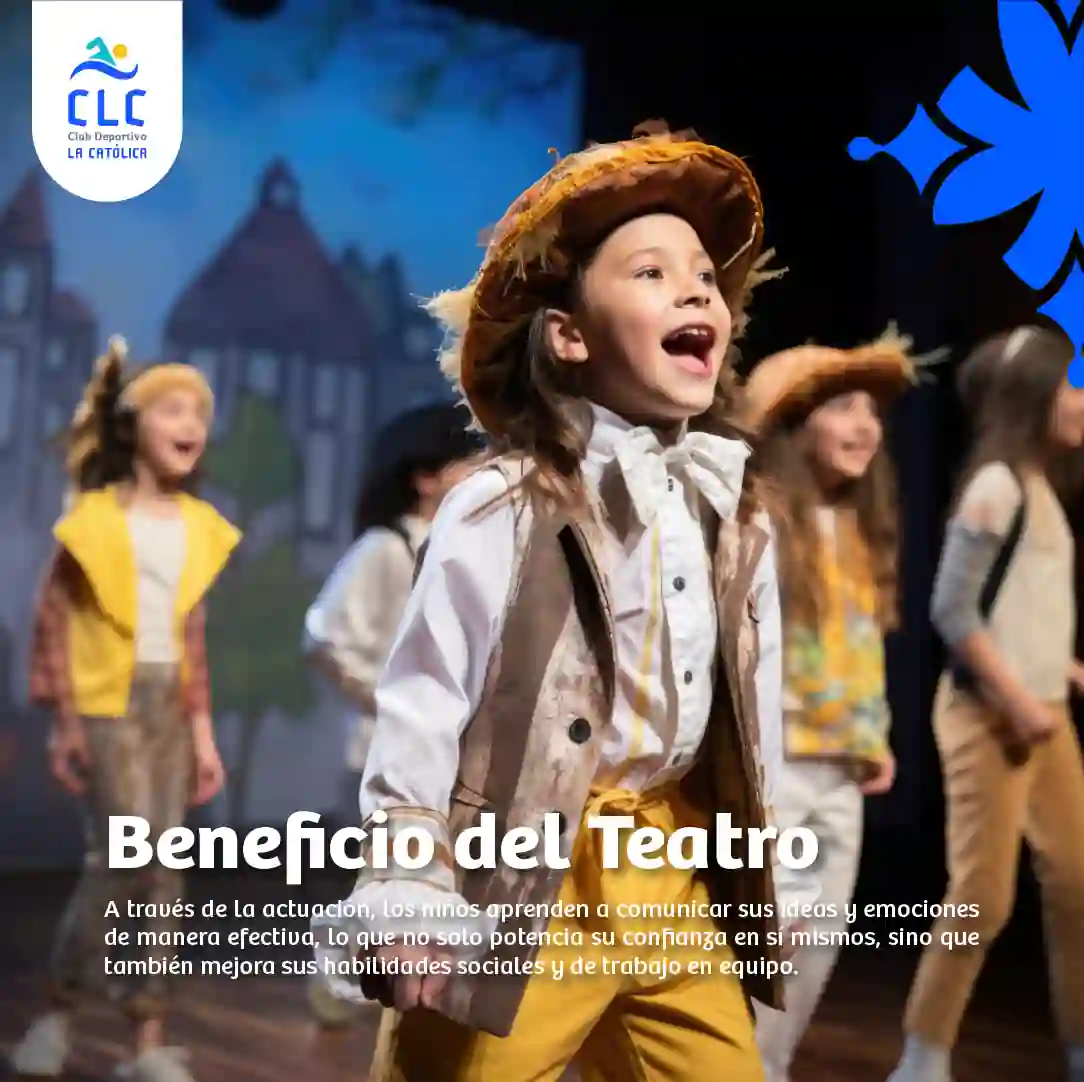 CLC
Club Deportivo
LA CATÓLICA
Beneficio del Teatro
A través de la actuación, los niños aprenden a comunicar sus ideas y emociones
de manera efectiva, lo que no solo potencia su confianza en sí mismos, sino que
también mejora sus habilidades sociales y de trabajo en equipo.